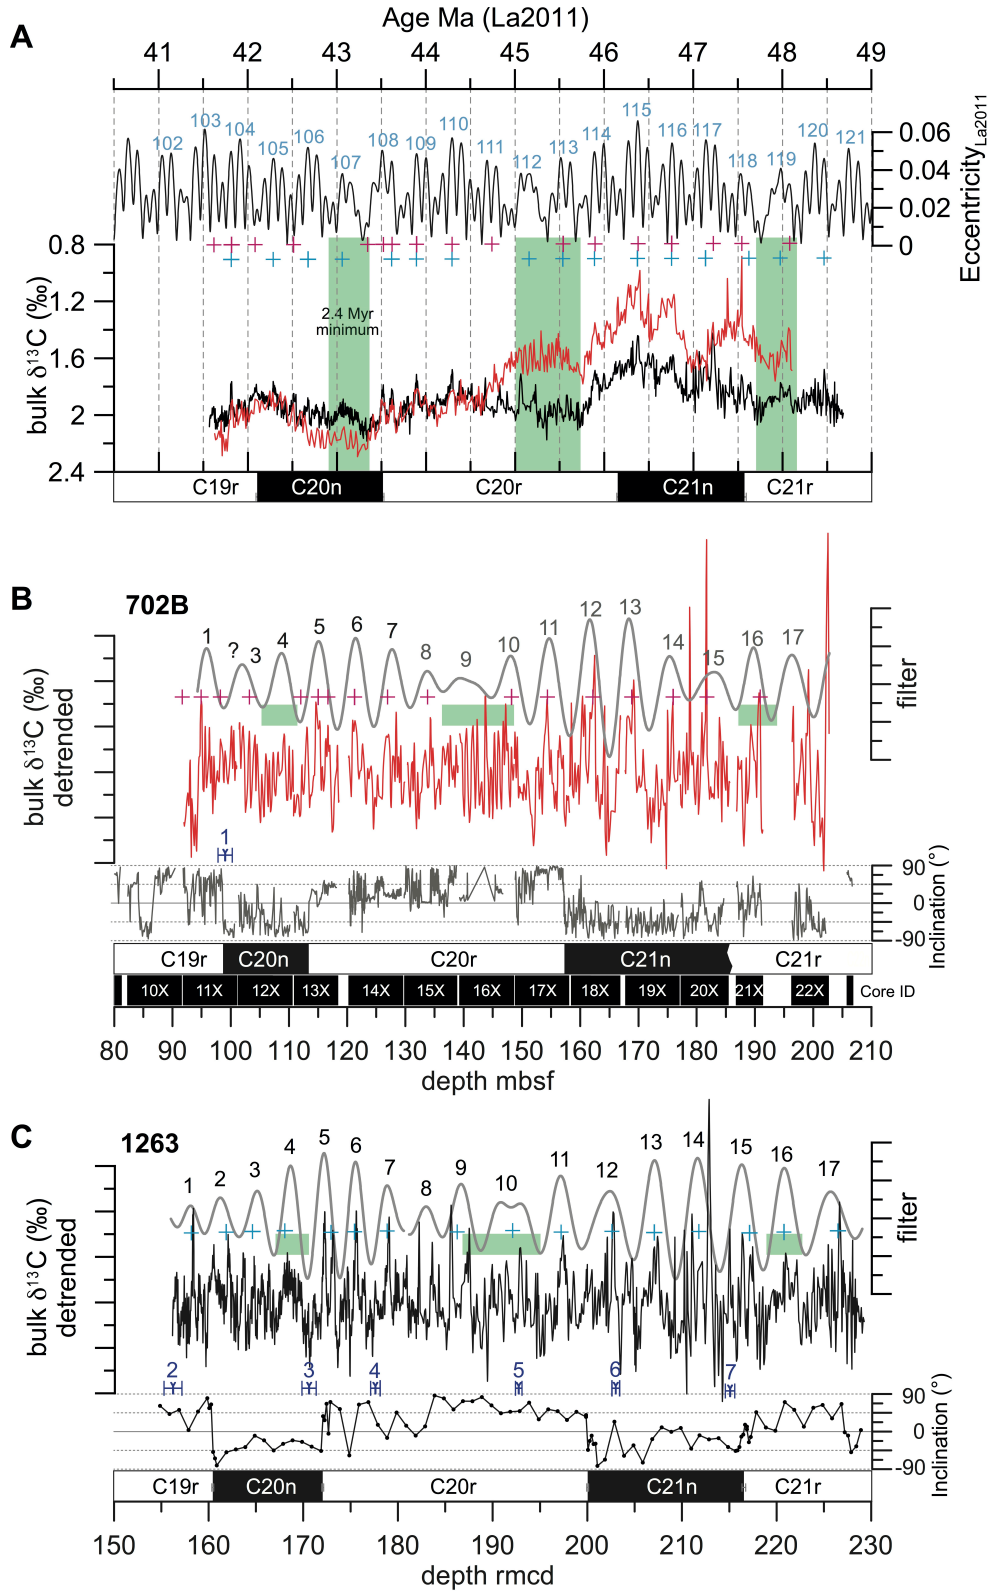 A
Age Ma (La2011)
41 42 43 44 45 46 47 48 49
102 103 104 105 106 107 108 109 110 111 112 113 114 115 116 117 118 119 120 121
0.06
0.04
0.02
0
Eccentricity La2011
0.8
1.2
1.6
2
2.4
bulk δ13C (‰)
2.4 Myr
minimum
C19r C20n C20r C21n C21r
B
702B
1 ? 3 4 5 6 7 8 9 10 11 12 13 14 15 16 17
bulk δ13C (‰)
detrended
filter
1
90
0
-90
Inclination (°)
C19r C20n C20r C21n C21r
10X 11X 12X 13X 14X 15X 16X 17X 18X 19X 20X 21X 22X Core ID
80 90 100 110 120 130 140 150 160 170 180 190 200 210
depth mbsf
C
1263
1 2 3 4 5 6 7 8 9 10 11 12 13 14 15 16 17
bulk δ13C (‰)
detrended
filter
2 3 4 5 6 7
90
0
-90
Inclination (°)
C19r C20n C20r C21n C21r
150 160 170 180 190 200 210 220 230
depth rmcd